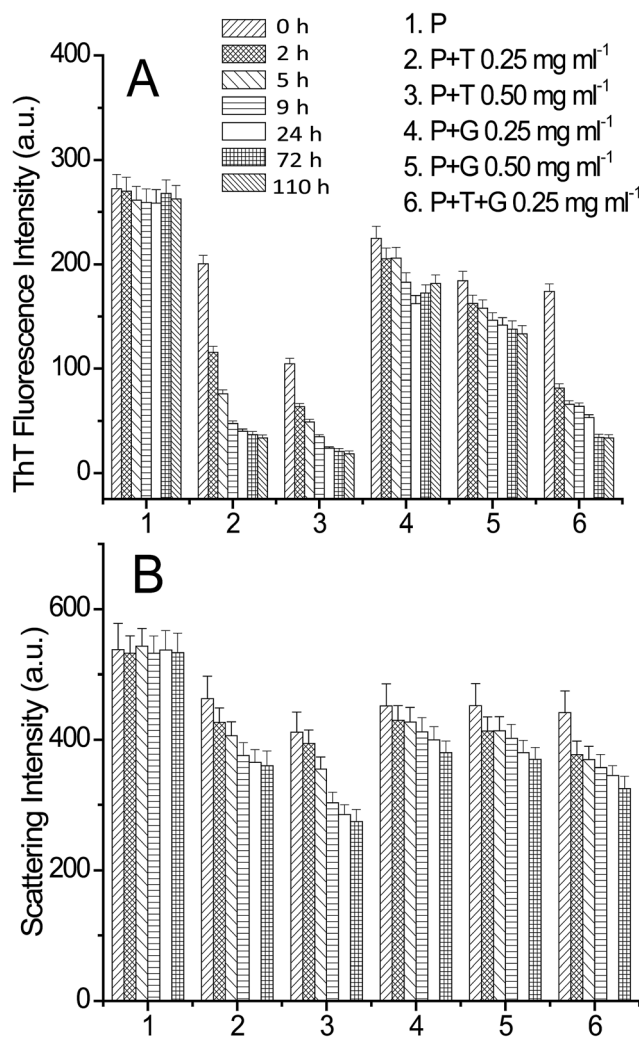 A
ThT Fluorescence Intensity (a.u.)
400
300
200
100
0
0 h
2 h
5 h
9 h
24 h
72 h
110 h
1. P
2. P+T 0.25 mg ml⁻¹
3. P+T 0.50 mg ml⁻¹
4. P+G 0.25 mg ml⁻¹
5. P+G 0.50 mg ml⁻¹
6. P+T+G 0.25 mg ml⁻¹
1 2 3 4 5 6
B
Scattering Intensity (a.u.)
600
400
200
0
1 2 3 4 5 6